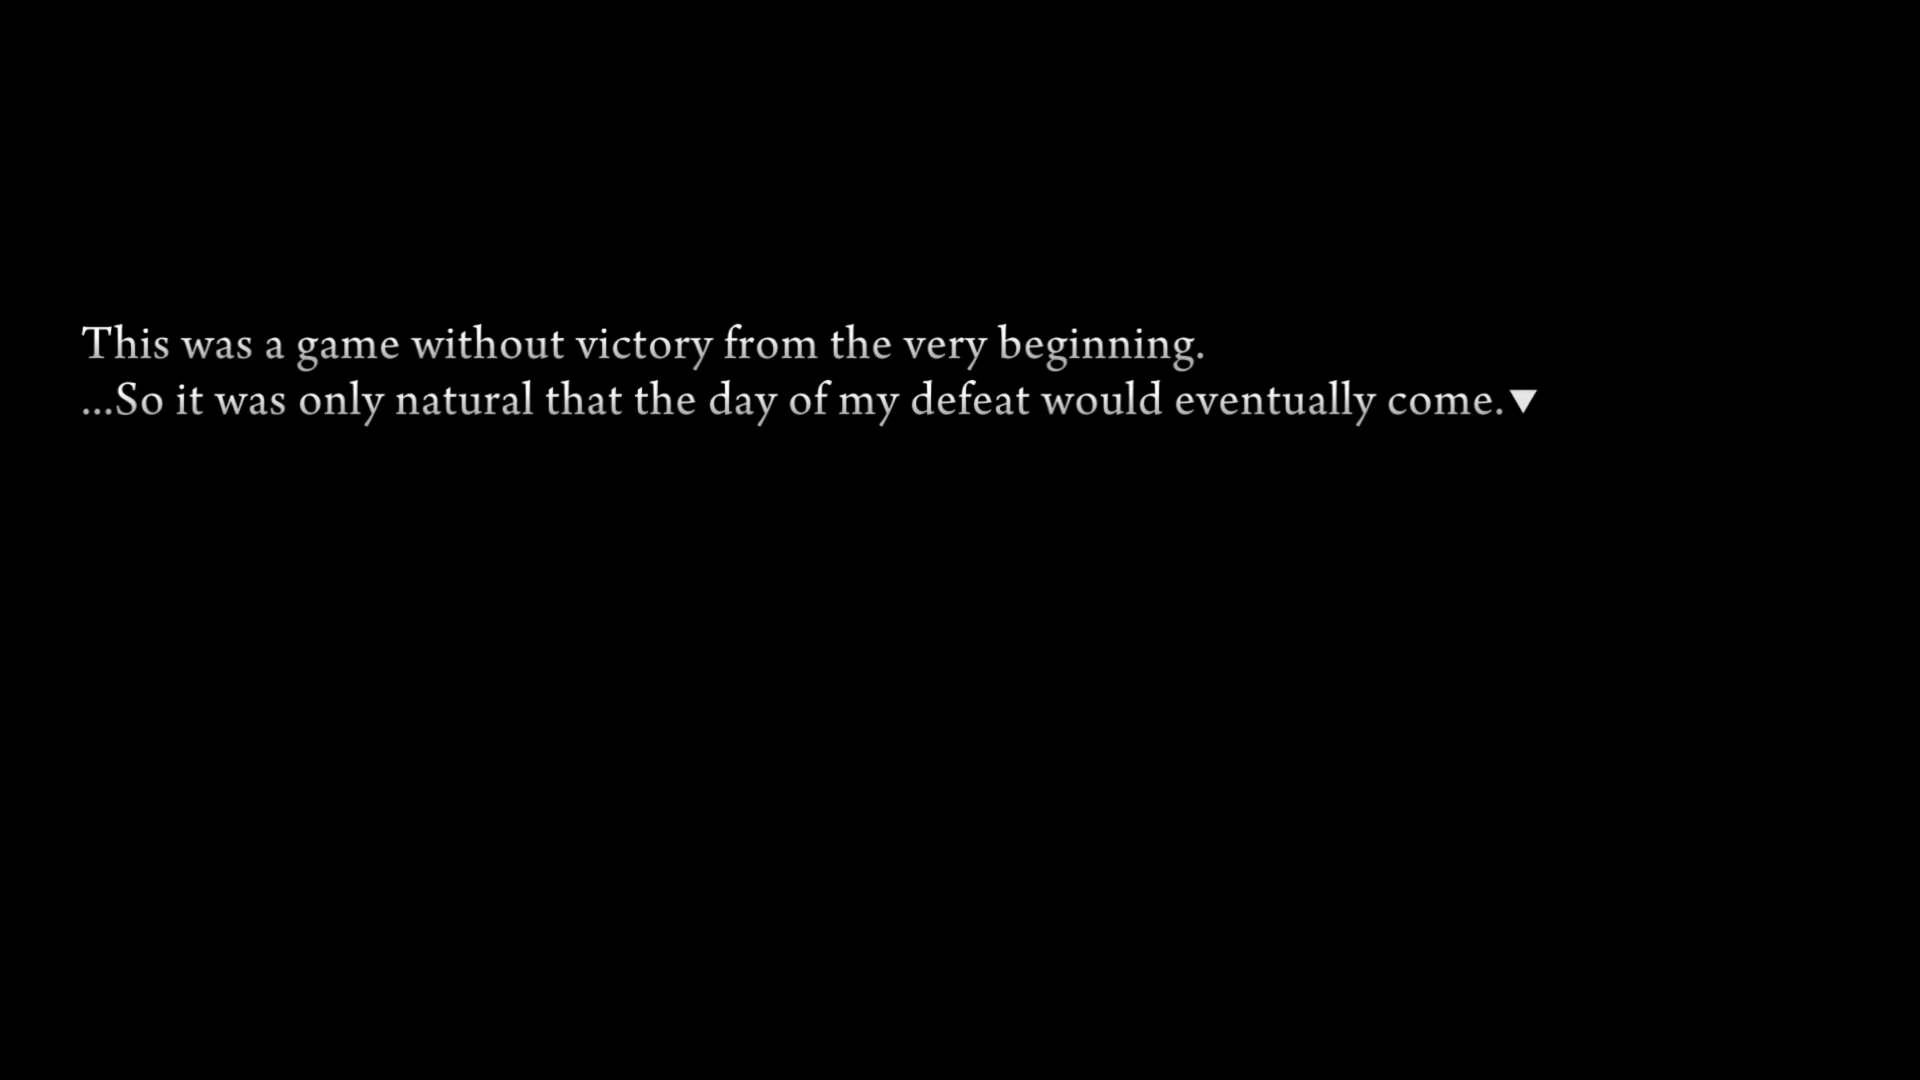 This was a game without victory from the very beginning.
...So it was only natural that the day of my defeat would eventually come.▼